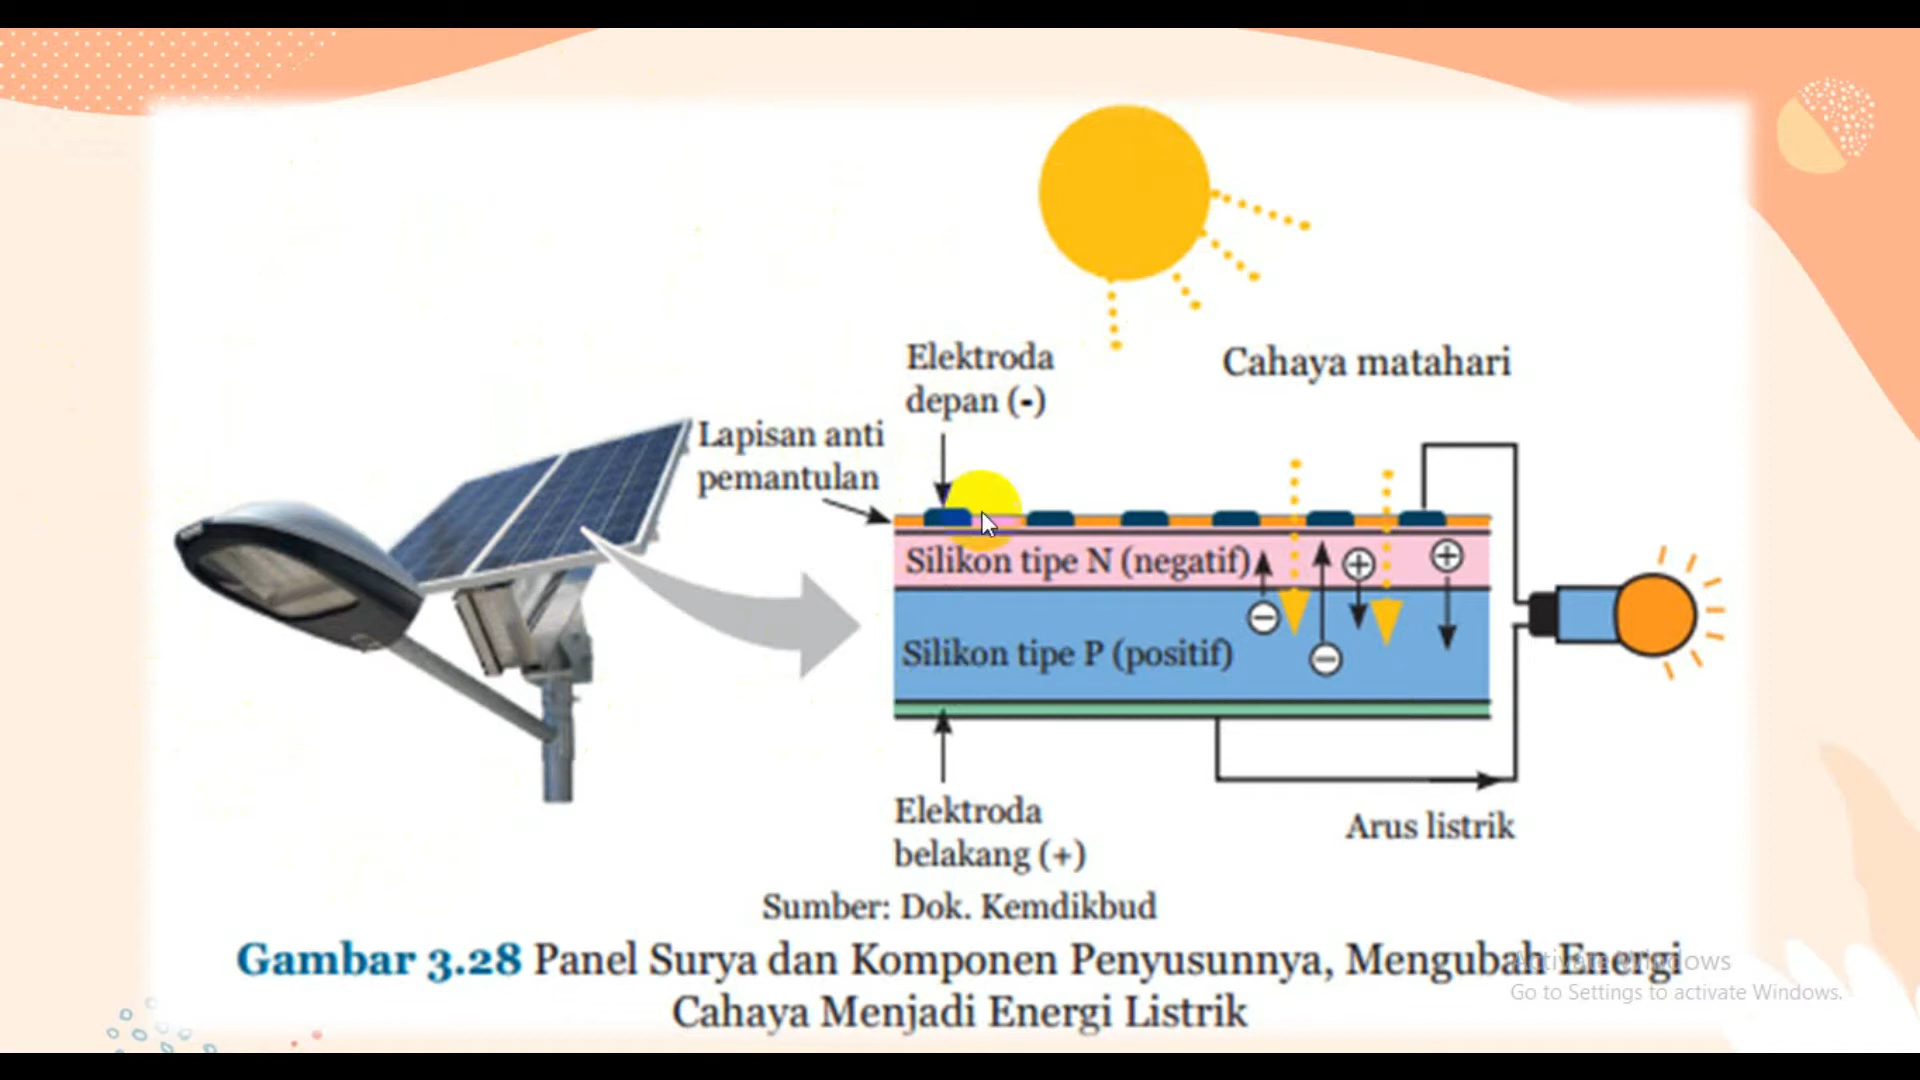 Elektroda
depan (-)
Cahaya matahari
Lapisan anti
pemantulan
Silikon tipe N (negatif)
Silikon tipe P (positif)
Elektroda
belakang (+)
Arus listrik
Sumber: Dok. Kemdikbud
Gambar 3.28 Panel Surya dan Komponen Penyusunnya, Mengubah Energi
Cahaya Menjadi Energi Listrik
Activate Windows
Go to Settings to activate Windows.